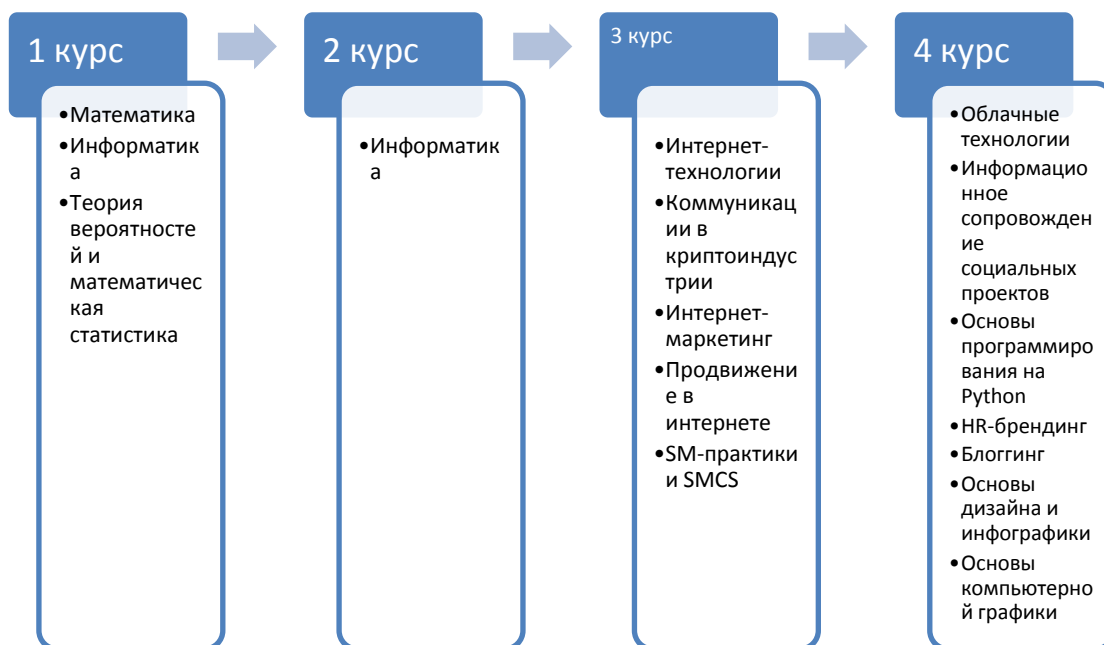 1 курс
•Математика
•Информатик
а
•Теория
вероятносте
й и
математичес
кая
статистика
2 курс
•Информатик
а
3 курс
•Интернет-
технологии
•Коммуникац
ии в
криптоиндус
трии
•Интернет-
маркетинг
•Продвижени
е в
интернете
•SM-практики
и SMCS
4 курс
•Облачные
технологии
•Информацио
нное
сопровожден
ие
социальных
проектов
•Основы
программиро
вания на
Python
•HR-брендинг
•Блоггинг
•Основы
дизайна и
инфографики
•Основы
компьютерно
й графики